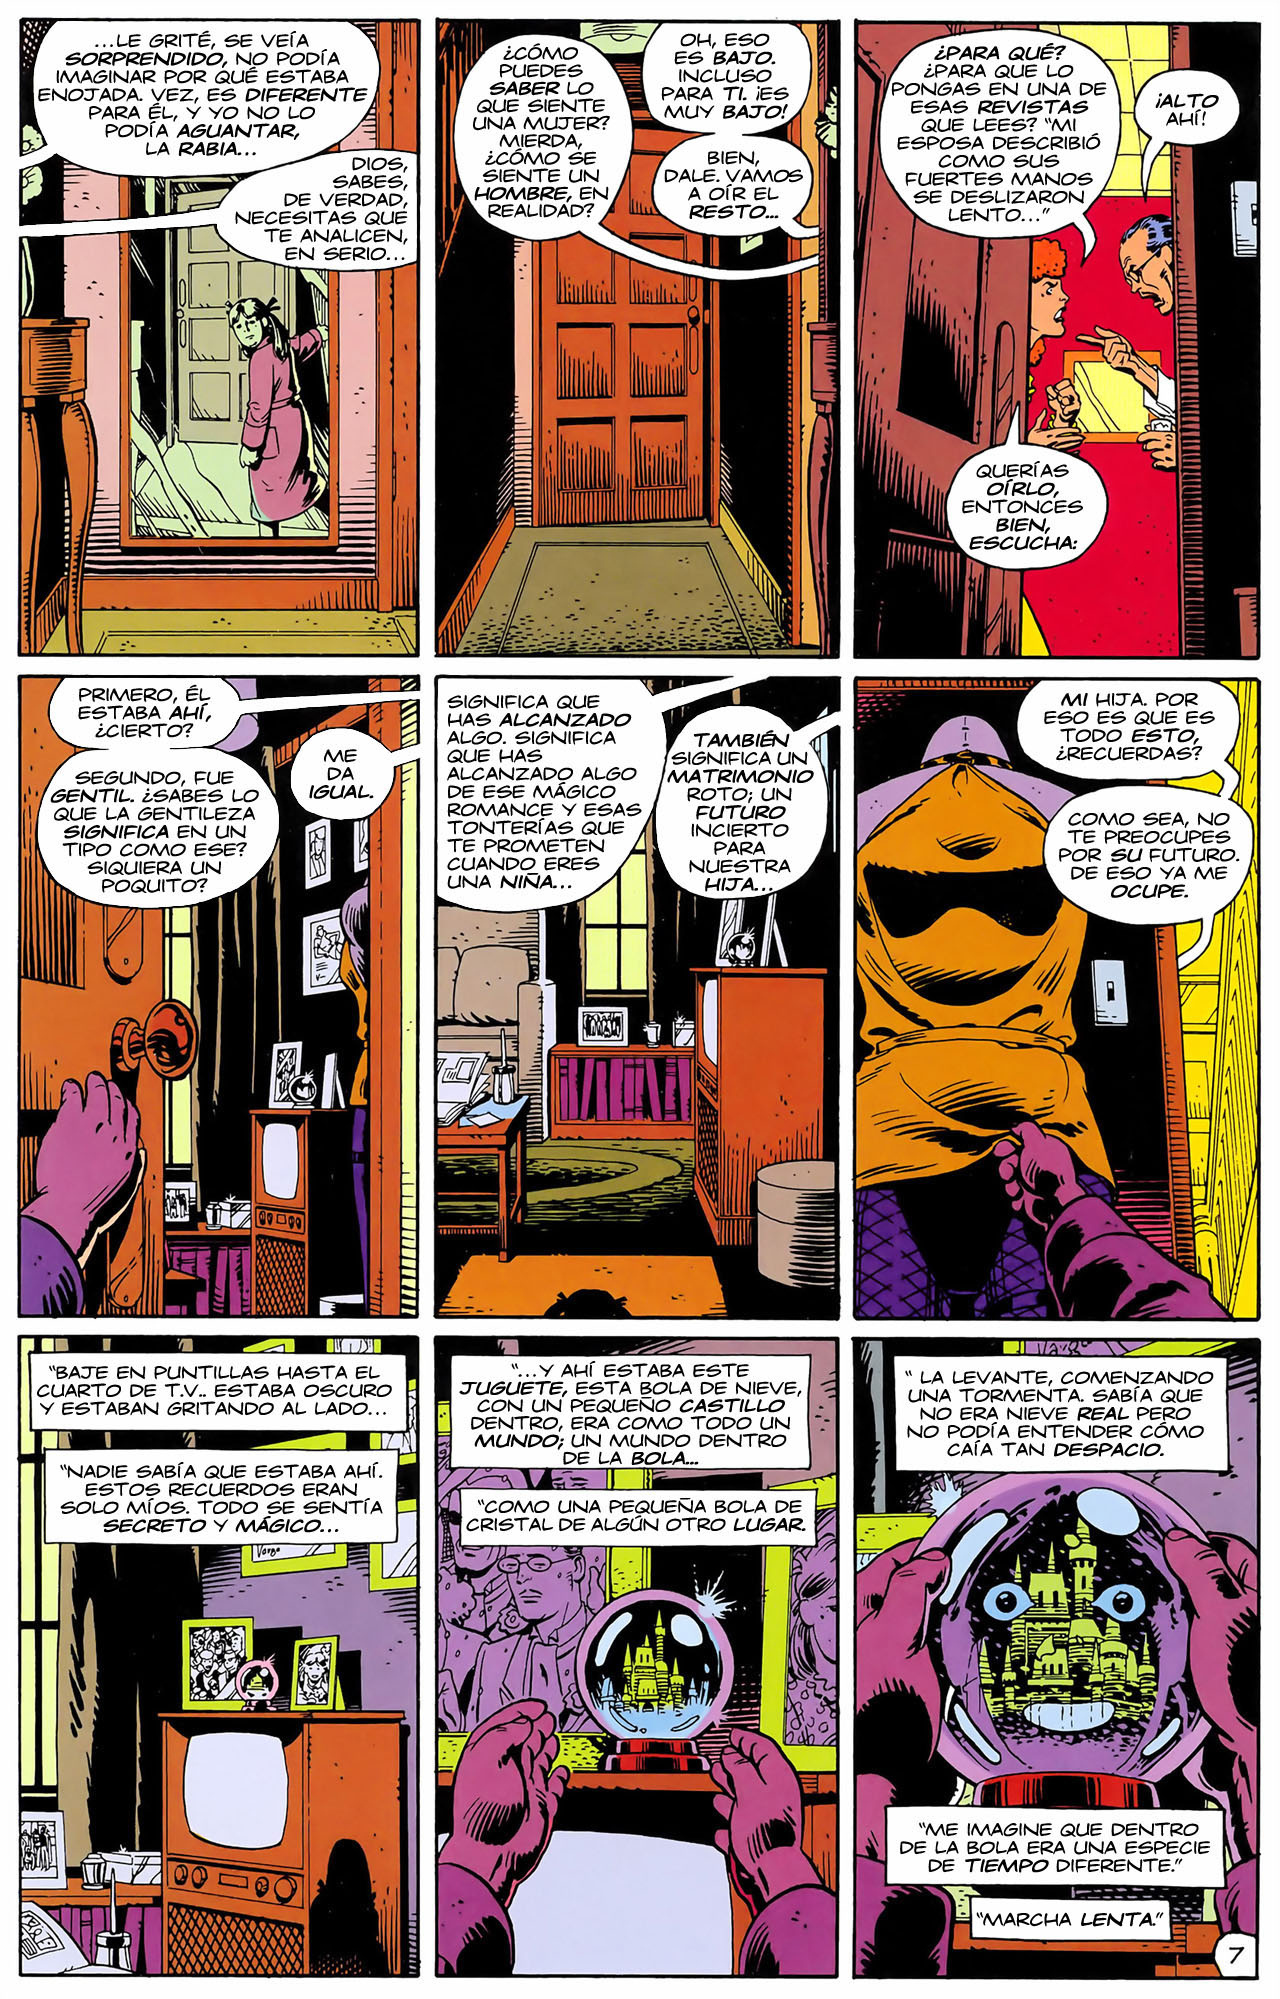 ...LE GRITÉ, SE VEÍA
SORPRENDIDO, NO PODÍA
IMAGINAR POR QUÉ ESTABA
ENOJADA. VEZ, ES DIFERENTE
PARA ÉL, Y YO NO LO
PODÍA AGUANTAR,
LA RABIA...
DIOS,
SABES,
DE VERDAD,
NECESITAS QUE
TE ANALICEN,
EN SERIO...
¿CÓMO
PUEDES
SABER LO
QUE SIENTE
UNA MUJER?
MIERDA,
¿CÓMO SE
SIENTE UN
HOMBRE, EN
REALIDAD?
OH, ESO
ES BAJO.
INCLUSO
PARA TI. ¡ES
MUY BAJO!
BIEN,
DALE. VAMOS
A OÍR EL
RESTO...
¿PARA QUÉ?
¿PARA QUE LO
PONGAS EN UNA DE
ESAS REVISTAS
QUE LEES? "MI
ESPOSA DESCRIBIÓ
COMO SUS
FUERTES MANOS
SE DESLIZARON
LENTO..."
¡ALTO
AHÍ!
QUERÍAS
OÍRLO,
ENTONCES
BIEN,
ESCUCHA:
PRIMERO, ÉL
ESTABA AHÍ,
¿CIERTO?
SEGUNDO, FUE
GENTIL. ¿SABES LO
QUE LA GENTILEZA
SIGNIFICA EN UN
TIPO COMO ESE?
SIQUIERA UN
POQUITO?
ME
DA
IGUAL.
SIGNIFICA QUE
HAS ALCANZADO
ALGO. SIGNIFICA
QUE HAS
ALCANZADO ALGO
DE ESE MÁGICO
ROMANCE Y ESAS
TONTERÍAS QUE
TE PROMETEN
CUANDO ERES
UNA NIÑA...
TAMBIÉN
SIGNIFICA UN
MATRIMONIO
ROTO; UN
FUTURO
INCIERTO
PARA
NUESTRA
HIJA...
MI HIJA. POR
ESO ES QUE ES
TODO ESTO,
¿RECUERDAS?
COMO SEA, NO
TE PREOCUPES
POR SU FUTURO.
DE ESO YA ME
OCUPE.
"BAJE EN PUNTILLAS HASTA EL
CUARTO DE T.V.. ESTABA OSCURO
Y ESTABAN GRITANDO AL LADO...
"NADIE SABÍA QUE ESTABA AHÍ.
ESTOS RECUERDOS ERAN
SOLO MÍOS. TODO SE SENTÍA
SECRETO Y MÁGICO...
Varga
"...Y AHÍ ESTABA ESTE
JUGUETE, ESTA BOLA DE NIEVE,
CON UN PEQUEÑO CASTILLO
DENTRO, ERA COMO TODO UN
MUNDO; UN MUNDO DENTRO
DE LA BOLA...
"COMO UNA PEQUEÑA BOLA DE
CRISTAL DE ALGÚN OTRO LUGAR.
Varga
" LA LEVANTE, COMENZANDO
UNA TORMENTA. SABÍA QUE
NO ERA NIEVE REAL PERO
NO PODÍA ENTENDER CÓMO
CAÍA TAN DESPACIO.
"ME IMAGINE QUE DENTRO
DE LA BOLA ERA UNA ESPECIE
DE TIEMPO DIFERENTE."
"MARCHA LENTA."
7